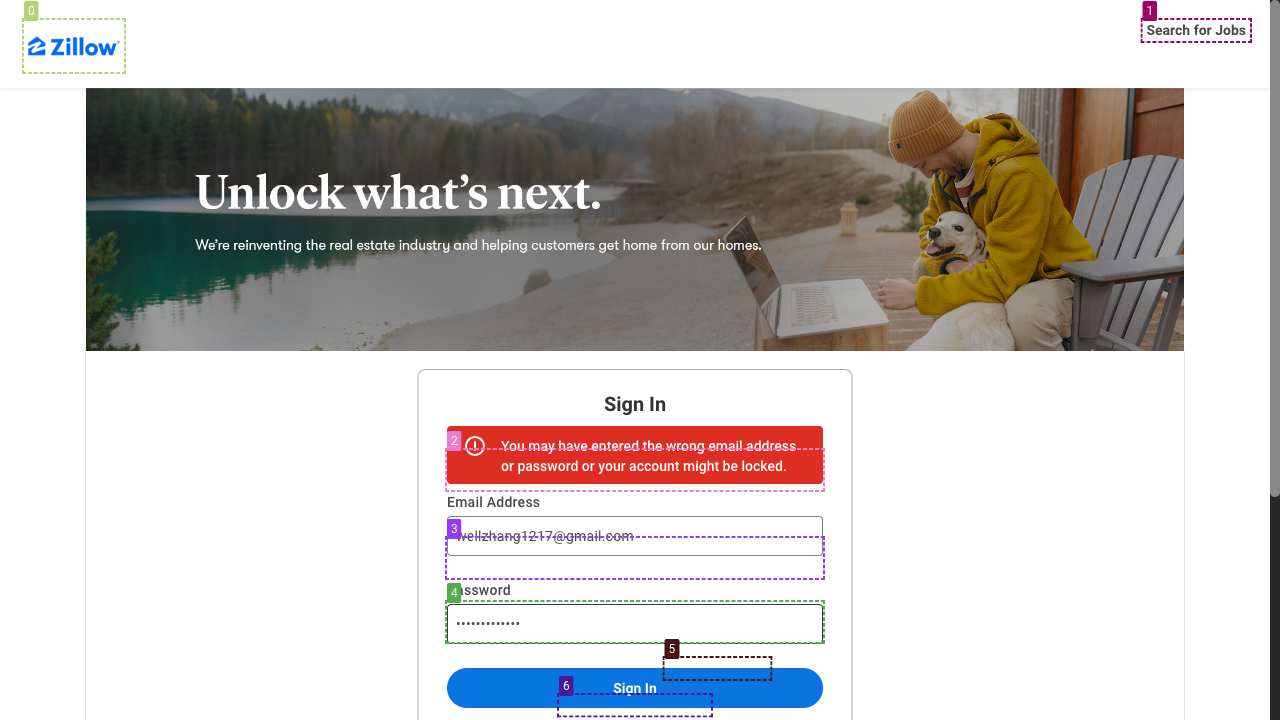 0
1
Zillow
Search for Jobs
Unlock what's next.
We're reinventing the real estate industry and helping customers get home from our homes.
Sign In
2
You may have entered the wrong email address
or password or your account might be locked.
Email Address
3
wellzhang1217@gmail.com
4
assword
•••••••••••••
5
6
Sign In